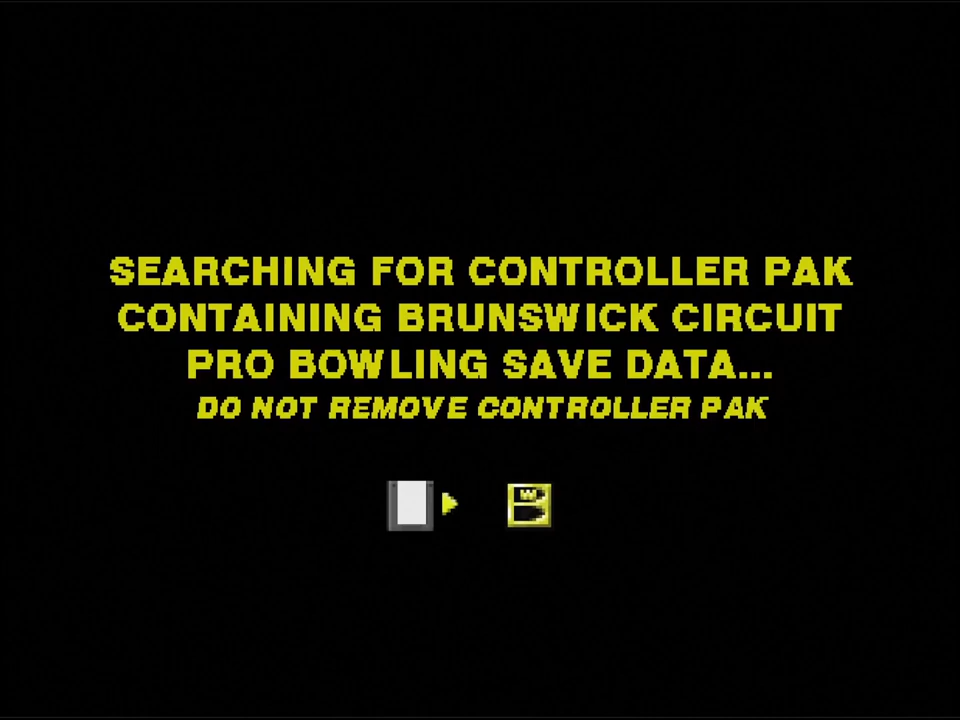 SEARCHING FOR CONTROLLER PAK
CONTAINING BRUNSWICK CIRCUIT
PRO BOWLING SAVE DATA...
DO NOT REMOVE CONTROLLER PAK